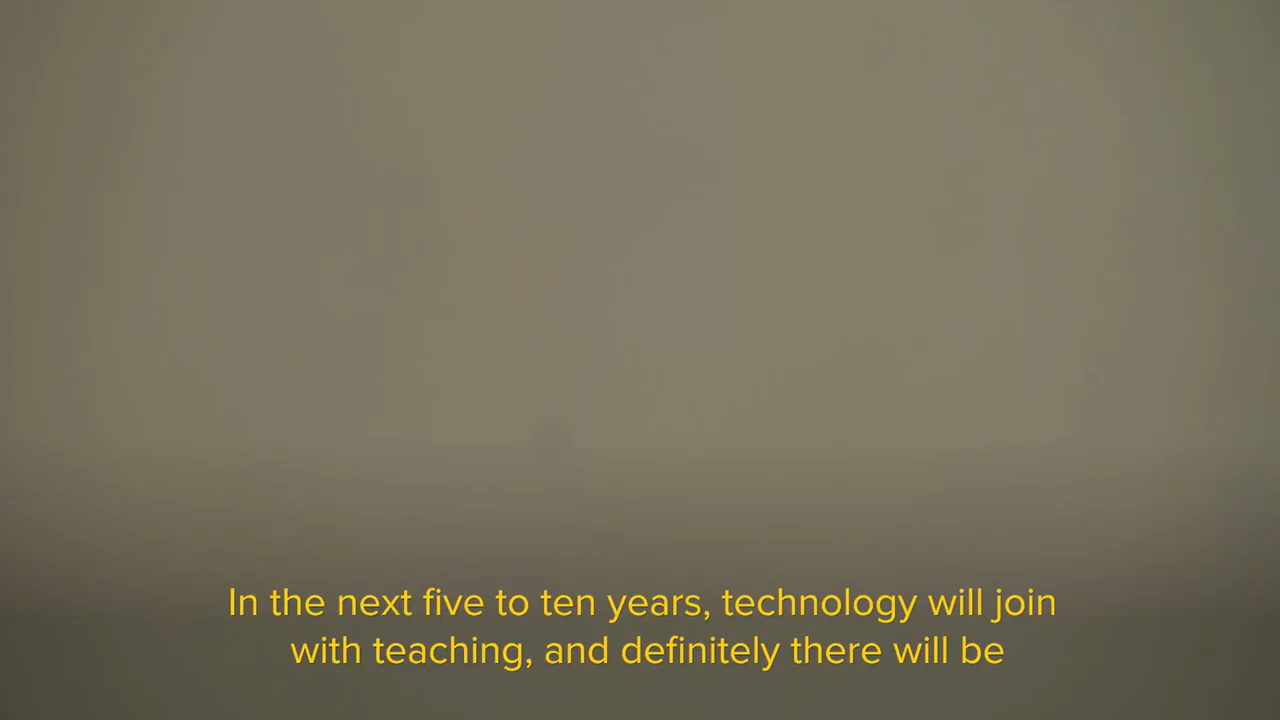 In the next five to ten years, technology will join
with teaching, and definitely there will be